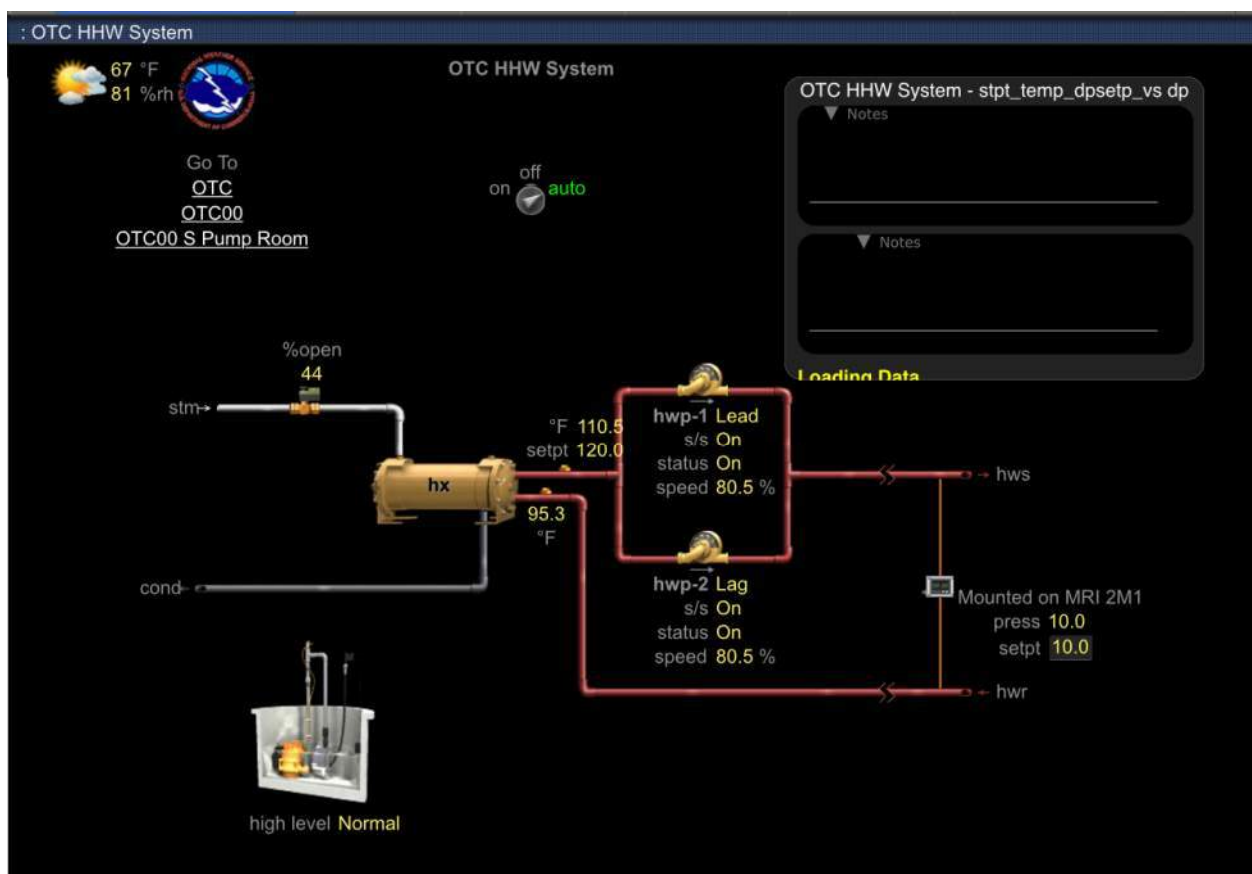 : OTC HHW System
67 °F
81 %rh
OTC HHW System
Go To
OTC
OTC00
OTC00 S Pump Room
off
on
auto
OTC HHW System - stpt_temp_dpsetp_vs dp
▼ Notes
▼ Notes
Loading Data
%open
44
stm
hx
°F 110.5
setpt 120.0
95.3
°F
cond
hwp-1 Lead
s/s On
status On
speed 80.5 %
hwp-2 Lag
s/s On
status On
speed 80.5 %
hws
Mounted on MRI 2M1
press 10.0
setpt 10.0
hwr
high level Normal